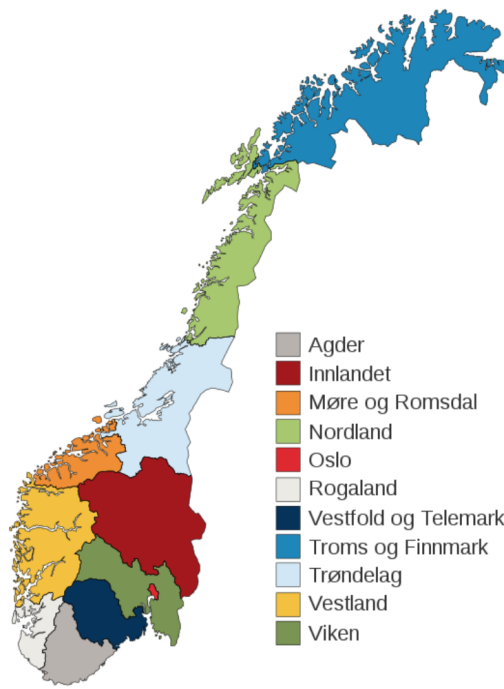 Agder
Innlandet
Møre og Romsdal
Nordland
Oslo
Rogaland
Vestfold og Telemark
Troms og Finnmark
Trøndelag
Vestland
Viken